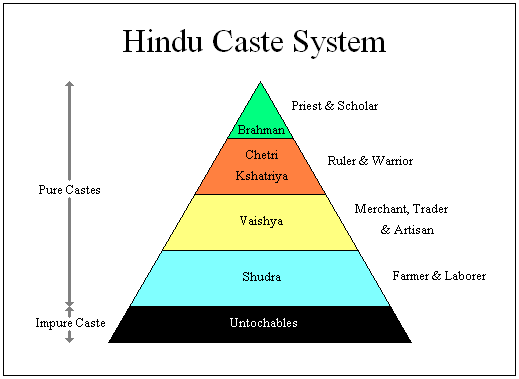 Hindu Caste System
Priest & Scholar
Brahman
Chetri
Kshatriya
Ruler & Warrior
Pure Castes
Vaishya
Merchant, Trader
& Artisan
Shudra
Farmer & Laborer
Impure Caste
Untochables